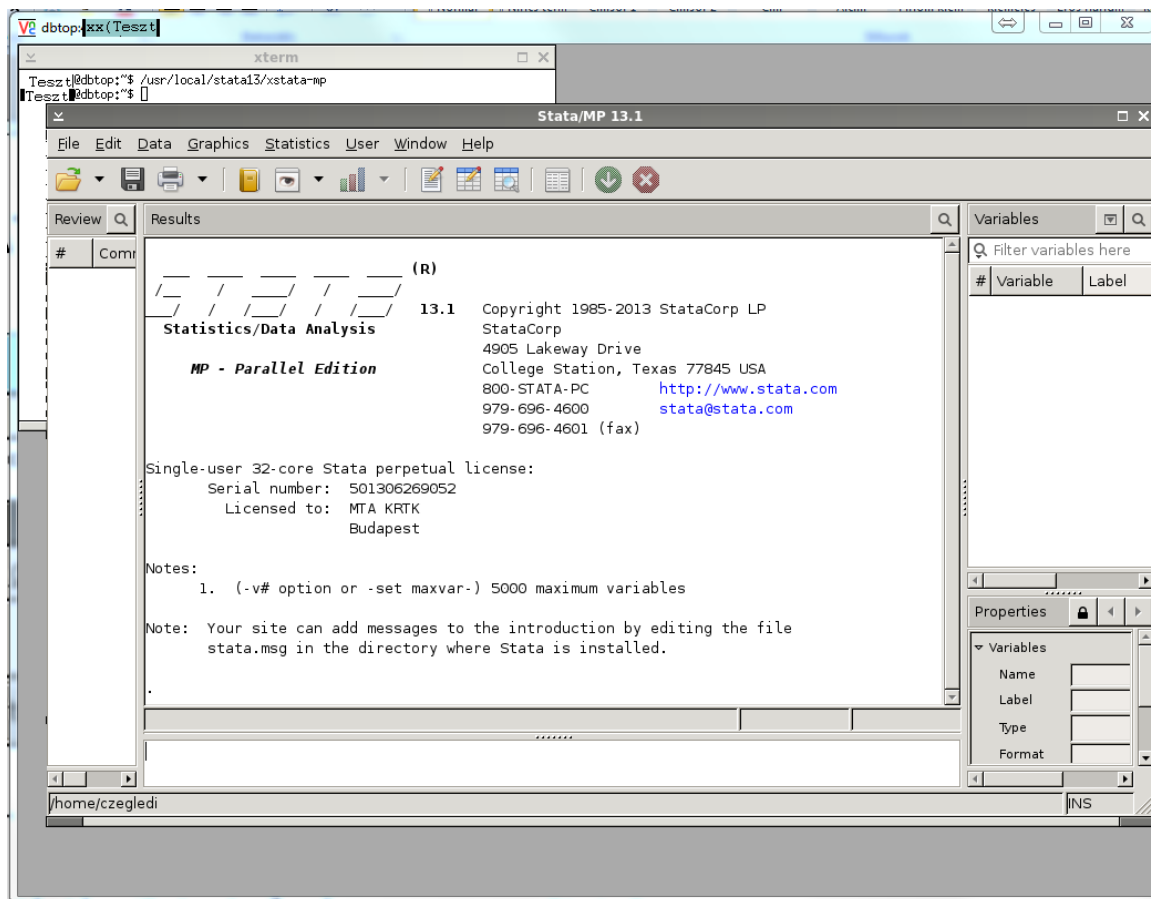 dbtop:xx(Teszt
xterm
Teszt@dbtop:~$ /usr/local/stata13/xstata-mp
Teszt@dbtop:~$
Stata/MP 13.1
File Edit Data Graphics Statistics User Window Help
Review
Results
Variables
# Comm
Filter variables here
# Variable Label
(R)
13.1 Copyright 1985-2013 StataCorp LP
Statistics/Data Analysis StataCorp
4905 Lakeway Drive
MP - Parallel Edition College Station, Texas 77845 USA
800-STATA-PC http://www.stata.com
979-696-4600 stata@stata.com
979-696-4601 (fax)
Single-user 32-core Stata perpetual license:
Serial number: 501306269052
Licensed to: MTA KRTK
Budapest
Notes:
1. (-v# option or -set maxvar-) 5000 maximum variables
Note: Your site can add messages to the introduction by editing the file
stata.msg in the directory where Stata is installed.
.
Properties
Variables
Name
Label
Type
Format
/home/czegledi
INS